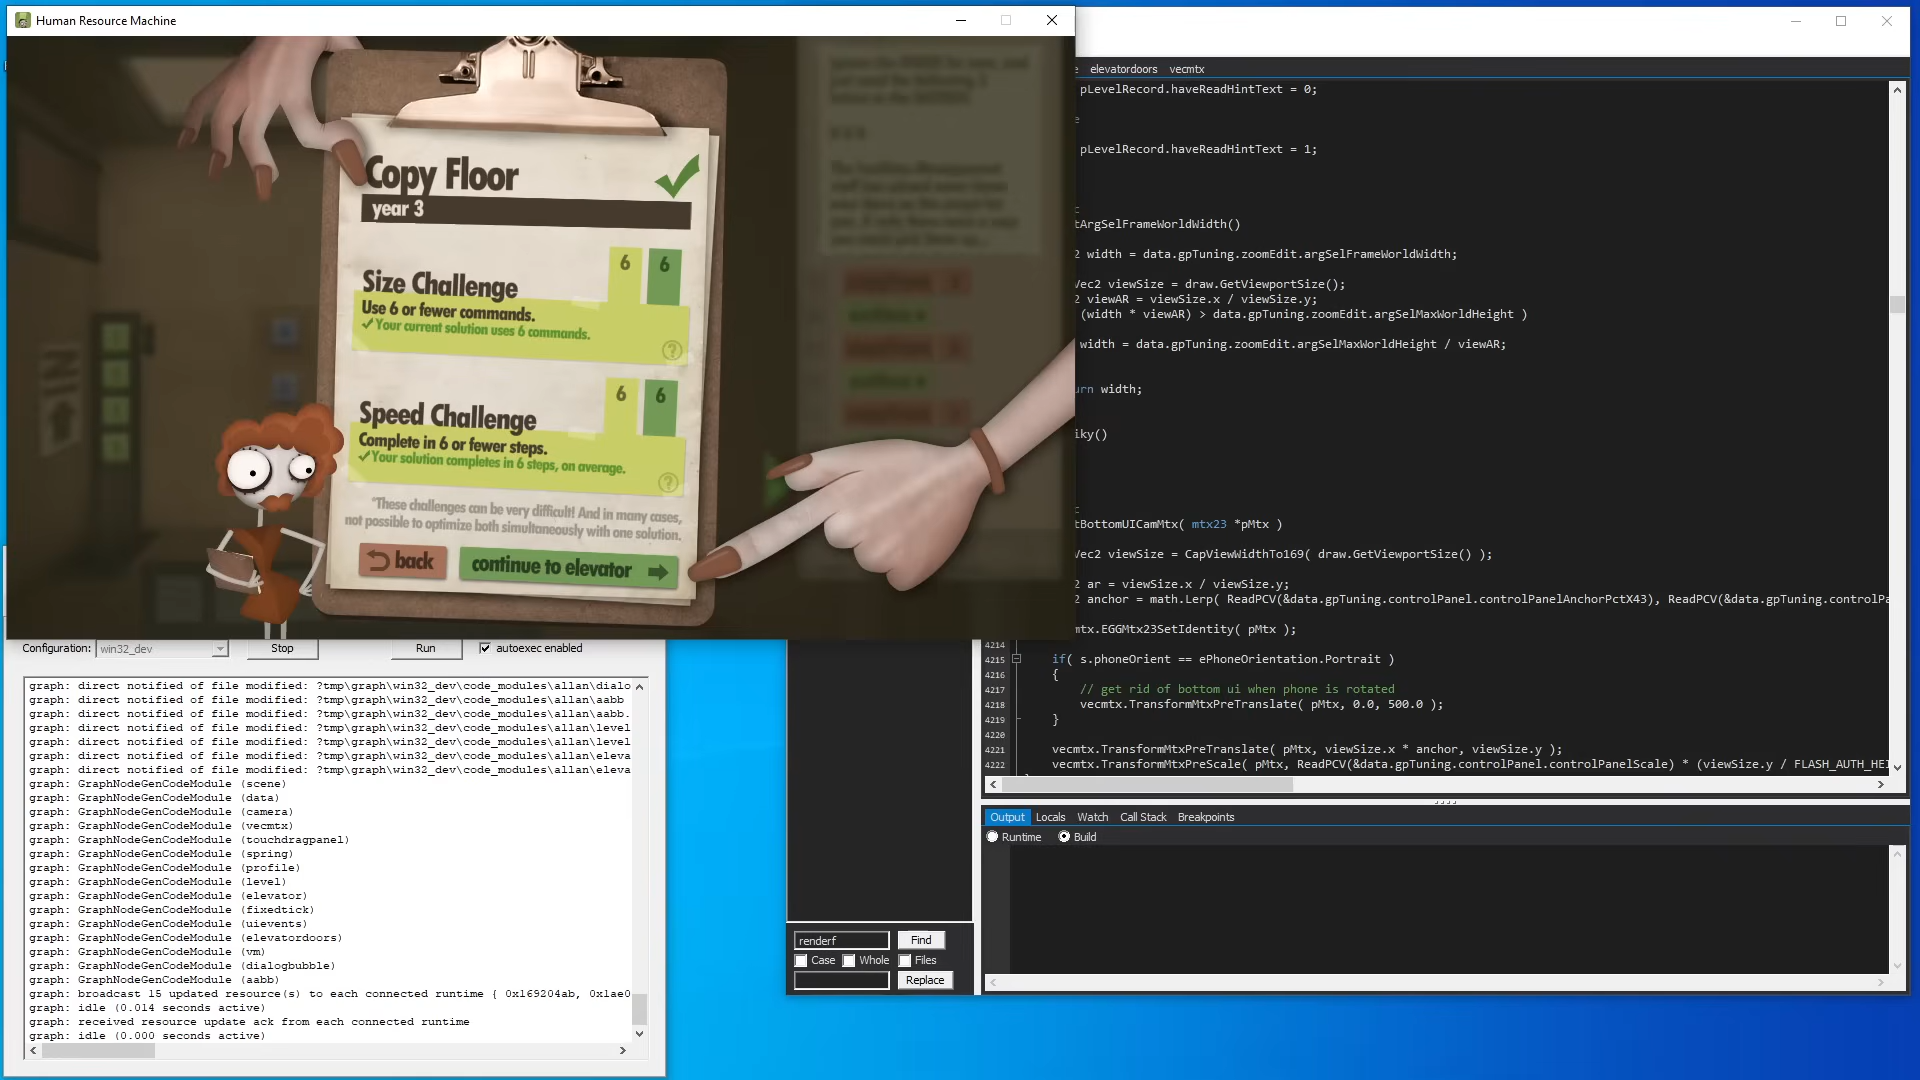 Human Resource Machine
Copy Floor
year 3
Size Challenge
6
6
Use 6 or fewer commands.
✓Your current solution uses 6 commands.
?
Speed Challenge
6
6
Complete in 6 or fewer steps.
✓Your solution completes in 6 steps, on average.
?
"These challenges can be very difficult! And in many cases,
not possible to optimize both simultaneously with one solution.
back
continue to elevator
elevatordoors vecmtx
pLevelRecord.haveReadHintText = 0;
pLevelRecord.haveReadHintText = 1;
tArgSelFrameWorldWidth()
2 width = data.gpTuning.zoomEdit.argSelFrameWorldWidth;
Vec2 viewSize = draw.GetViewportSize();
2 viewAR = viewSize.x / viewSize.y;
(width * viewAR) > data.gpTuning.zoomEdit.argSelMaxWorldHeight )
width = data.gpTuning.zoomEdit.argSelMaxWorldHeight / viewAR;
urn width;
iky()
tBottomUICamMtx( mtx23 *pMtx )
Vec2 viewSize = CapViewWidthTo169( draw.GetViewportSize() );
2 ar = viewSize.x / viewSize.y;
2 anchor = math.Lerp( ReadPCV(&data.gpTuning.controlPanel.controlPanelAnchorPctX43), ReadPCV(&data.gpTuning.controlPa
mtx.EGGMtx23SetIdentity( pMtx );
4214
4215 if( s.phoneOrient == ePhoneOrientation.Portrait )
4216 {
4217 // get rid of bottom ui when phone is rotated
4218 vecmtx.TransformMtxPreTranslate( pMtx, 0.0, 500.0 );
4219 }
4220
4221 vecmtx.TransformMtxPreTranslate( pMtx, viewSize.x * anchor, viewSize.y );
4222 vecmtx.TransformMtxPreScale( pMtx, ReadPCV(&data.gpTuning.controlPanel.controlPanelScale) * (viewSize.y / FLASH_AUTH_HEI
Output Locals Watch Call Stack Breakpoints
Runtime Build
renderf Find
Case Whole Files
Replace
Configuration: win32_dev Stop Run autoexec enabled
graph: direct notified of file modified: ?tmp\graph\win32_dev\code_modules\allan\dialo
graph: direct notified of file modified: ?tmp\graph\win32_dev\code_modules\allan\aabb
graph: direct notified of file modified: ?tmp\graph\win32_dev\code_modules\allan\aabb.
graph: direct notified of file modified: ?tmp\graph\win32_dev\code_modules\allan\level
graph: direct notified of file modified: ?tmp\graph\win32_dev\code_modules\allan\level
graph: direct notified of file modified: ?tmp\graph\win32_dev\code_modules\allan\eleva
graph: direct notified of file modified: ?tmp\graph\win32_dev\code_modules\allan\eleva
graph: GraphNodeGenCodeModule (scene)
graph: GraphNodeGenCodeModule (data)
graph: GraphNodeGenCodeModule (camera)
graph: GraphNodeGenCodeModule (vecmtx)
graph: GraphNodeGenCodeModule (touchdragpanel)
graph: GraphNodeGenCodeModule (spring)
graph: GraphNodeGenCodeModule (profile)
graph: GraphNodeGenCodeModule (level)
graph: GraphNodeGenCodeModule (elevator)
graph: GraphNodeGenCodeModule (fixedtick)
graph: GraphNodeGenCodeModule (uievents)
graph: GraphNodeGenCodeModule (elevatordoors)
graph: GraphNodeGenCodeModule (vm)
graph: GraphNodeGenCodeModule (dialogbubble)
graph: GraphNodeGenCodeModule (aabb)
graph: broadcast 15 updated resource(s) to each connected runtime { 0x169204ab, 0x1ae0
graph: idle (0.014 seconds active)
graph: received resource update ack from each connected runtime
graph: idle (0.000 seconds active)